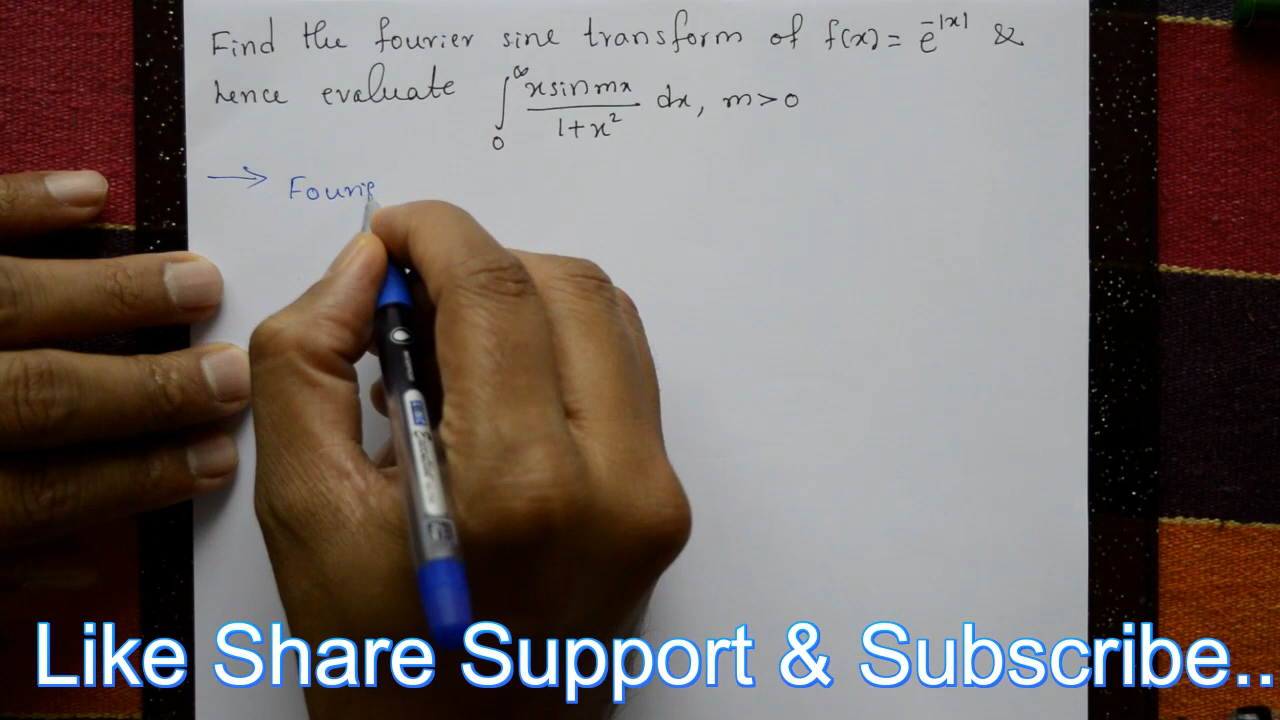 Find the fourier sine transform of f(x) = e^{-|x|} &
hence evaluate ∫₀^∞ x sin mx / 1+x² dx, m > 0
→ Fourie
Like Share Support & Subscribe..